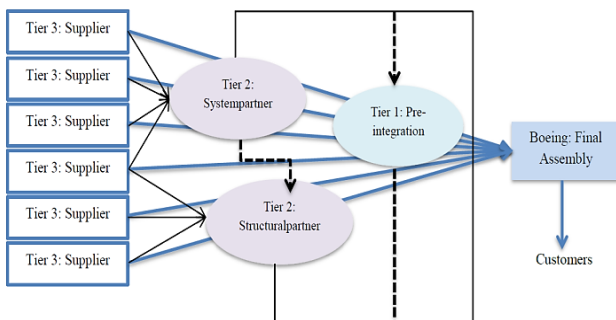 Tier 3: Supplier
Tier 3: Supplier
Tier 3: Supplier
Tier 3: Supplier
Tier 3: Supplier
Tier 3: Supplier
Tier 2:
Systempartner
Tier 2:
Structuralpartner
Tier 1: Pre-
integration
Boeing: Final
Assembly
Customers